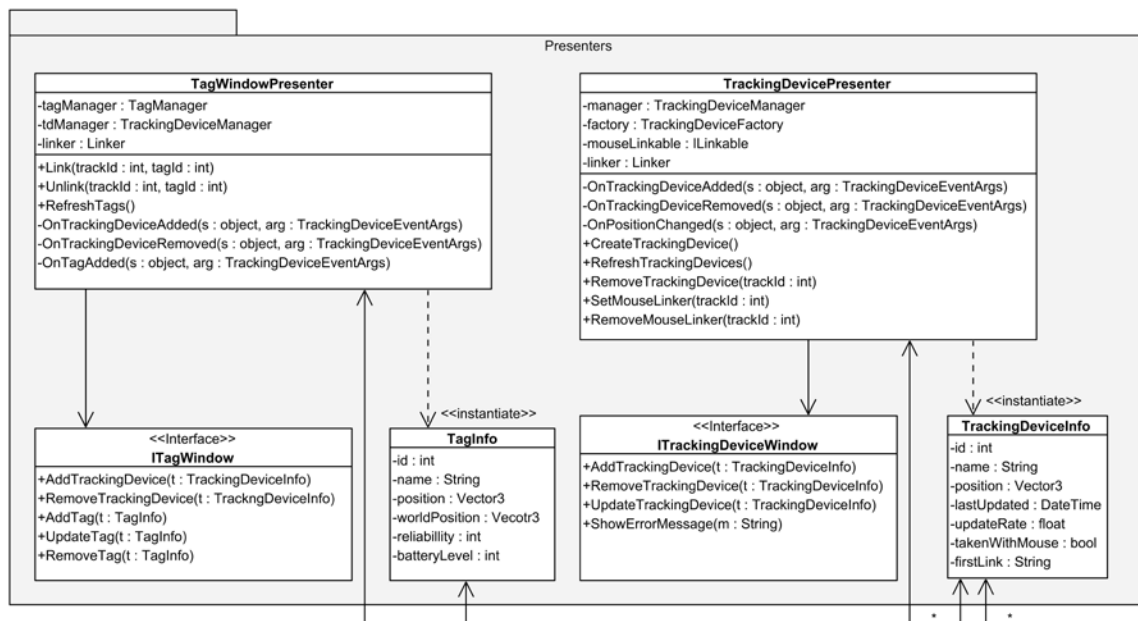 Presenters
TagWindowPresenter
-tagManager : TagManager
-tdManager : TrackingDeviceManager
-linker : Linker
+Link(trackId : int, tagId : int)
+Unlink(trackId : int, tagId : int)
+RefreshTags()
-OnTrackingDeviceAdded(s : object, arg : TrackingDeviceEventArgs)
-OnTrackingDeviceRemoved(s : object, arg : TrackingDeviceEventArgs)
-OnTagAdded(s : object, arg : TrackingDeviceEventArgs)
TrackingDevicePresenter
-manager : TrackingDeviceManager
-factory : TrackingDeviceFactory
-mouseLinkable : ILinkable
-linker : Linker
-OnTrackingDeviceAdded(s : object, arg : TrackingDeviceEventArgs)
-OnTrackingDeviceRemoved(s : object, arg : TrackingDeviceEventArgs)
-OnPositionChanged(s : object, arg : TrackingDeviceEventArgs)
+CreateTrackingDevice()
+RefreshTrackingDevices()
+RemoveTrackingDevice(trackId : int)
+SetMouseLinker(trackId : int)
+RemoveMouseLinker(trackId : int)
<<Interface>>
ITagWindow
+AddTrackingDevice(t : TrackingDeviceInfo)
+RemoveTrackingDevice(t : TrackngDeviceInfo)
+AddTag(t : TagInfo)
+UpdateTag(t : TagInfo)
+RemoveTag(t : TagInfo)
<<instantiate>>
TagInfo
-id : int
-name : String
-position : Vector3
-worldPosition : Vecotr3
-reliabillity : int
-batteryLevel : int
<<Interface>>
ITrackingDeviceWindow
+AddTrackingDevice(t : TrackingDeviceInfo)
+RemoveTrackingDevice(t : TrackingDeviceInfo)
+UpdateTrackingDevice(t : TrackingDeviceInfo)
+ShowErrorMessage(m : String)
<<instantiate>>
TrackingDeviceInfo
-id : int
-name : String
-position : Vector3
-lastUpdated : DateTime
-updateRate : float
-takenWithMouse : bool
-firstLink : String
* *